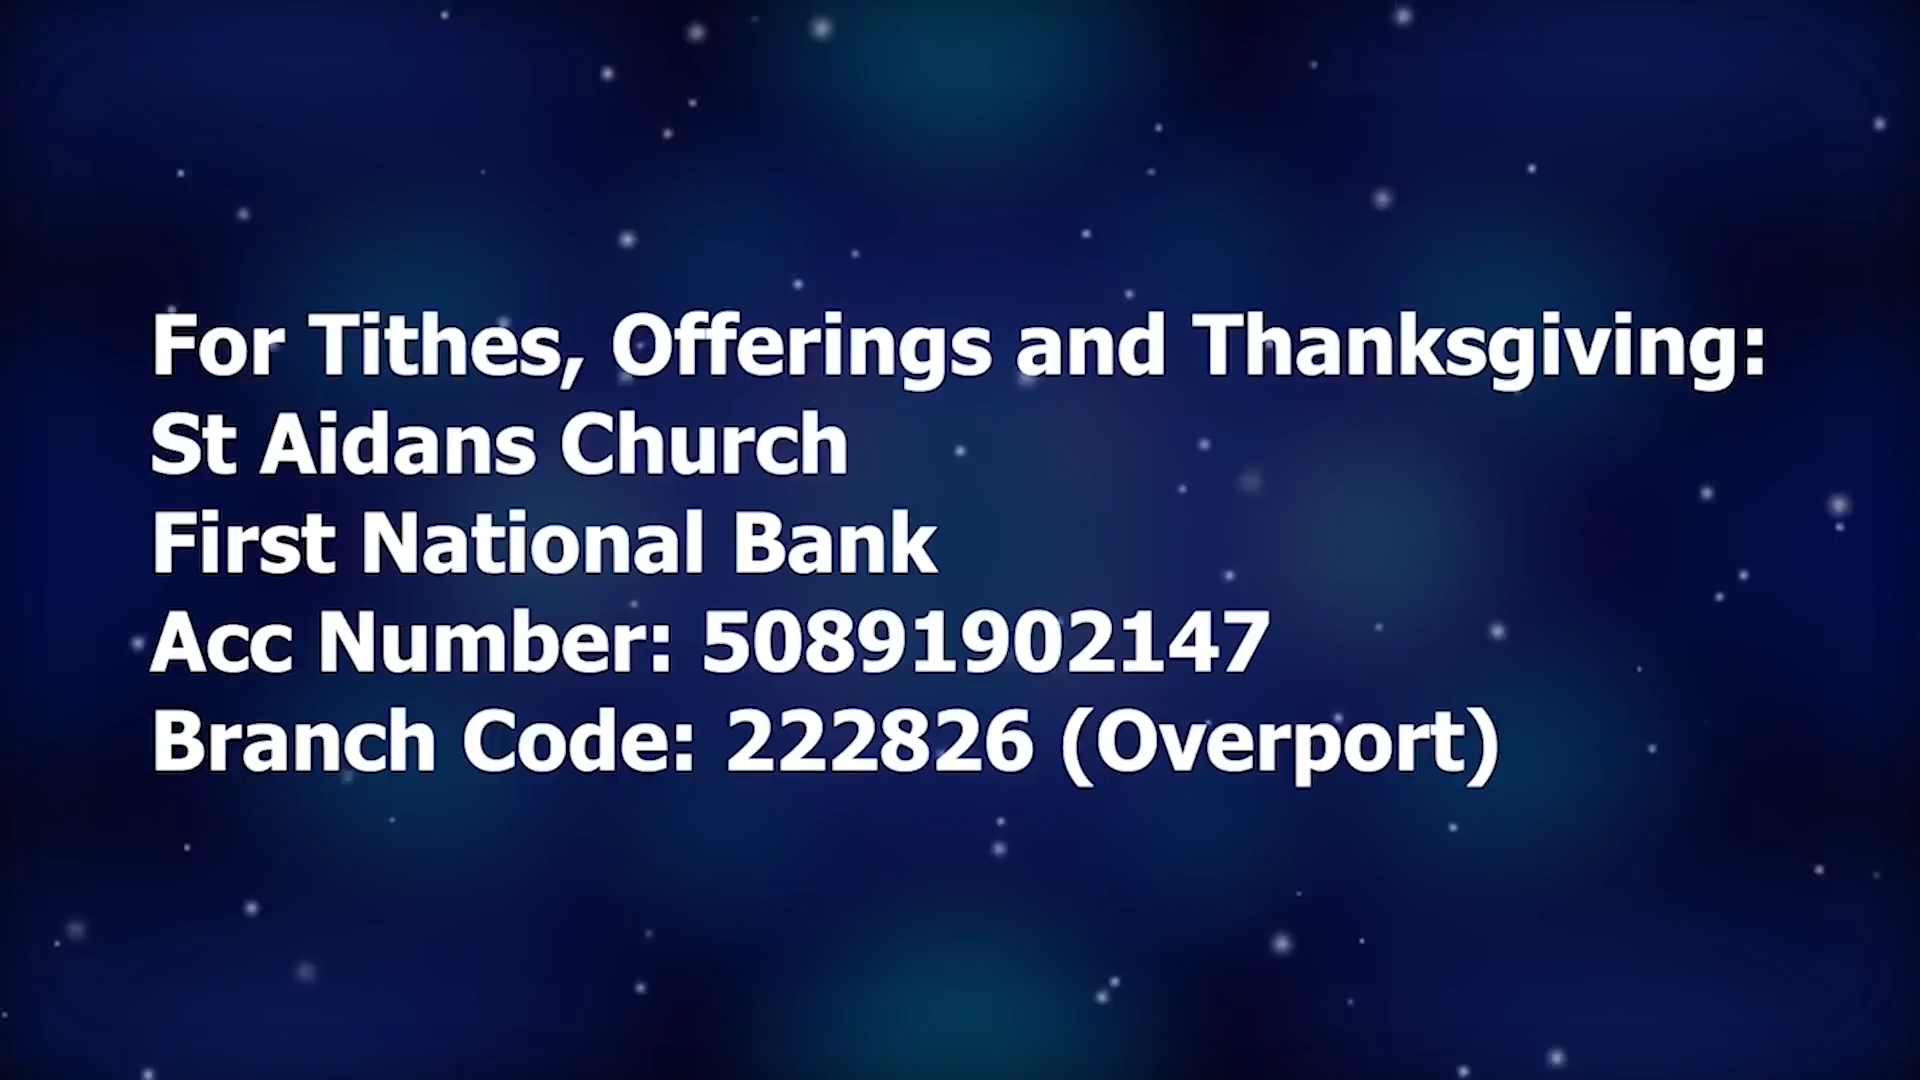 For Tithes, Offerings and Thanksgiving:
St Aidans Church
First National Bank
Acc Number: 50891902147
Branch Code: 222826 (Overport)